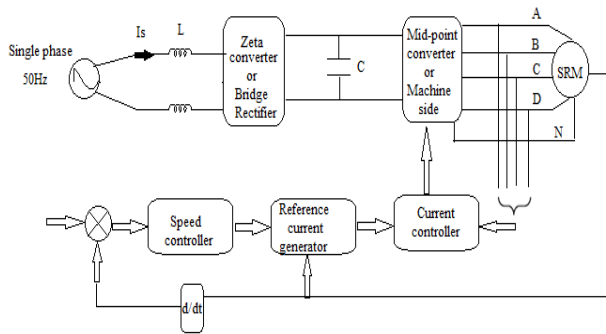 Single phase
50Hz
Is
L
Zeta
converter
or
Bridge
Rectifier
C
Mid-point
converter
or
Machine
side
A
B
C
D
N
SRM
Speed
controller
Reference
current
generator
Current
controller
d/dt